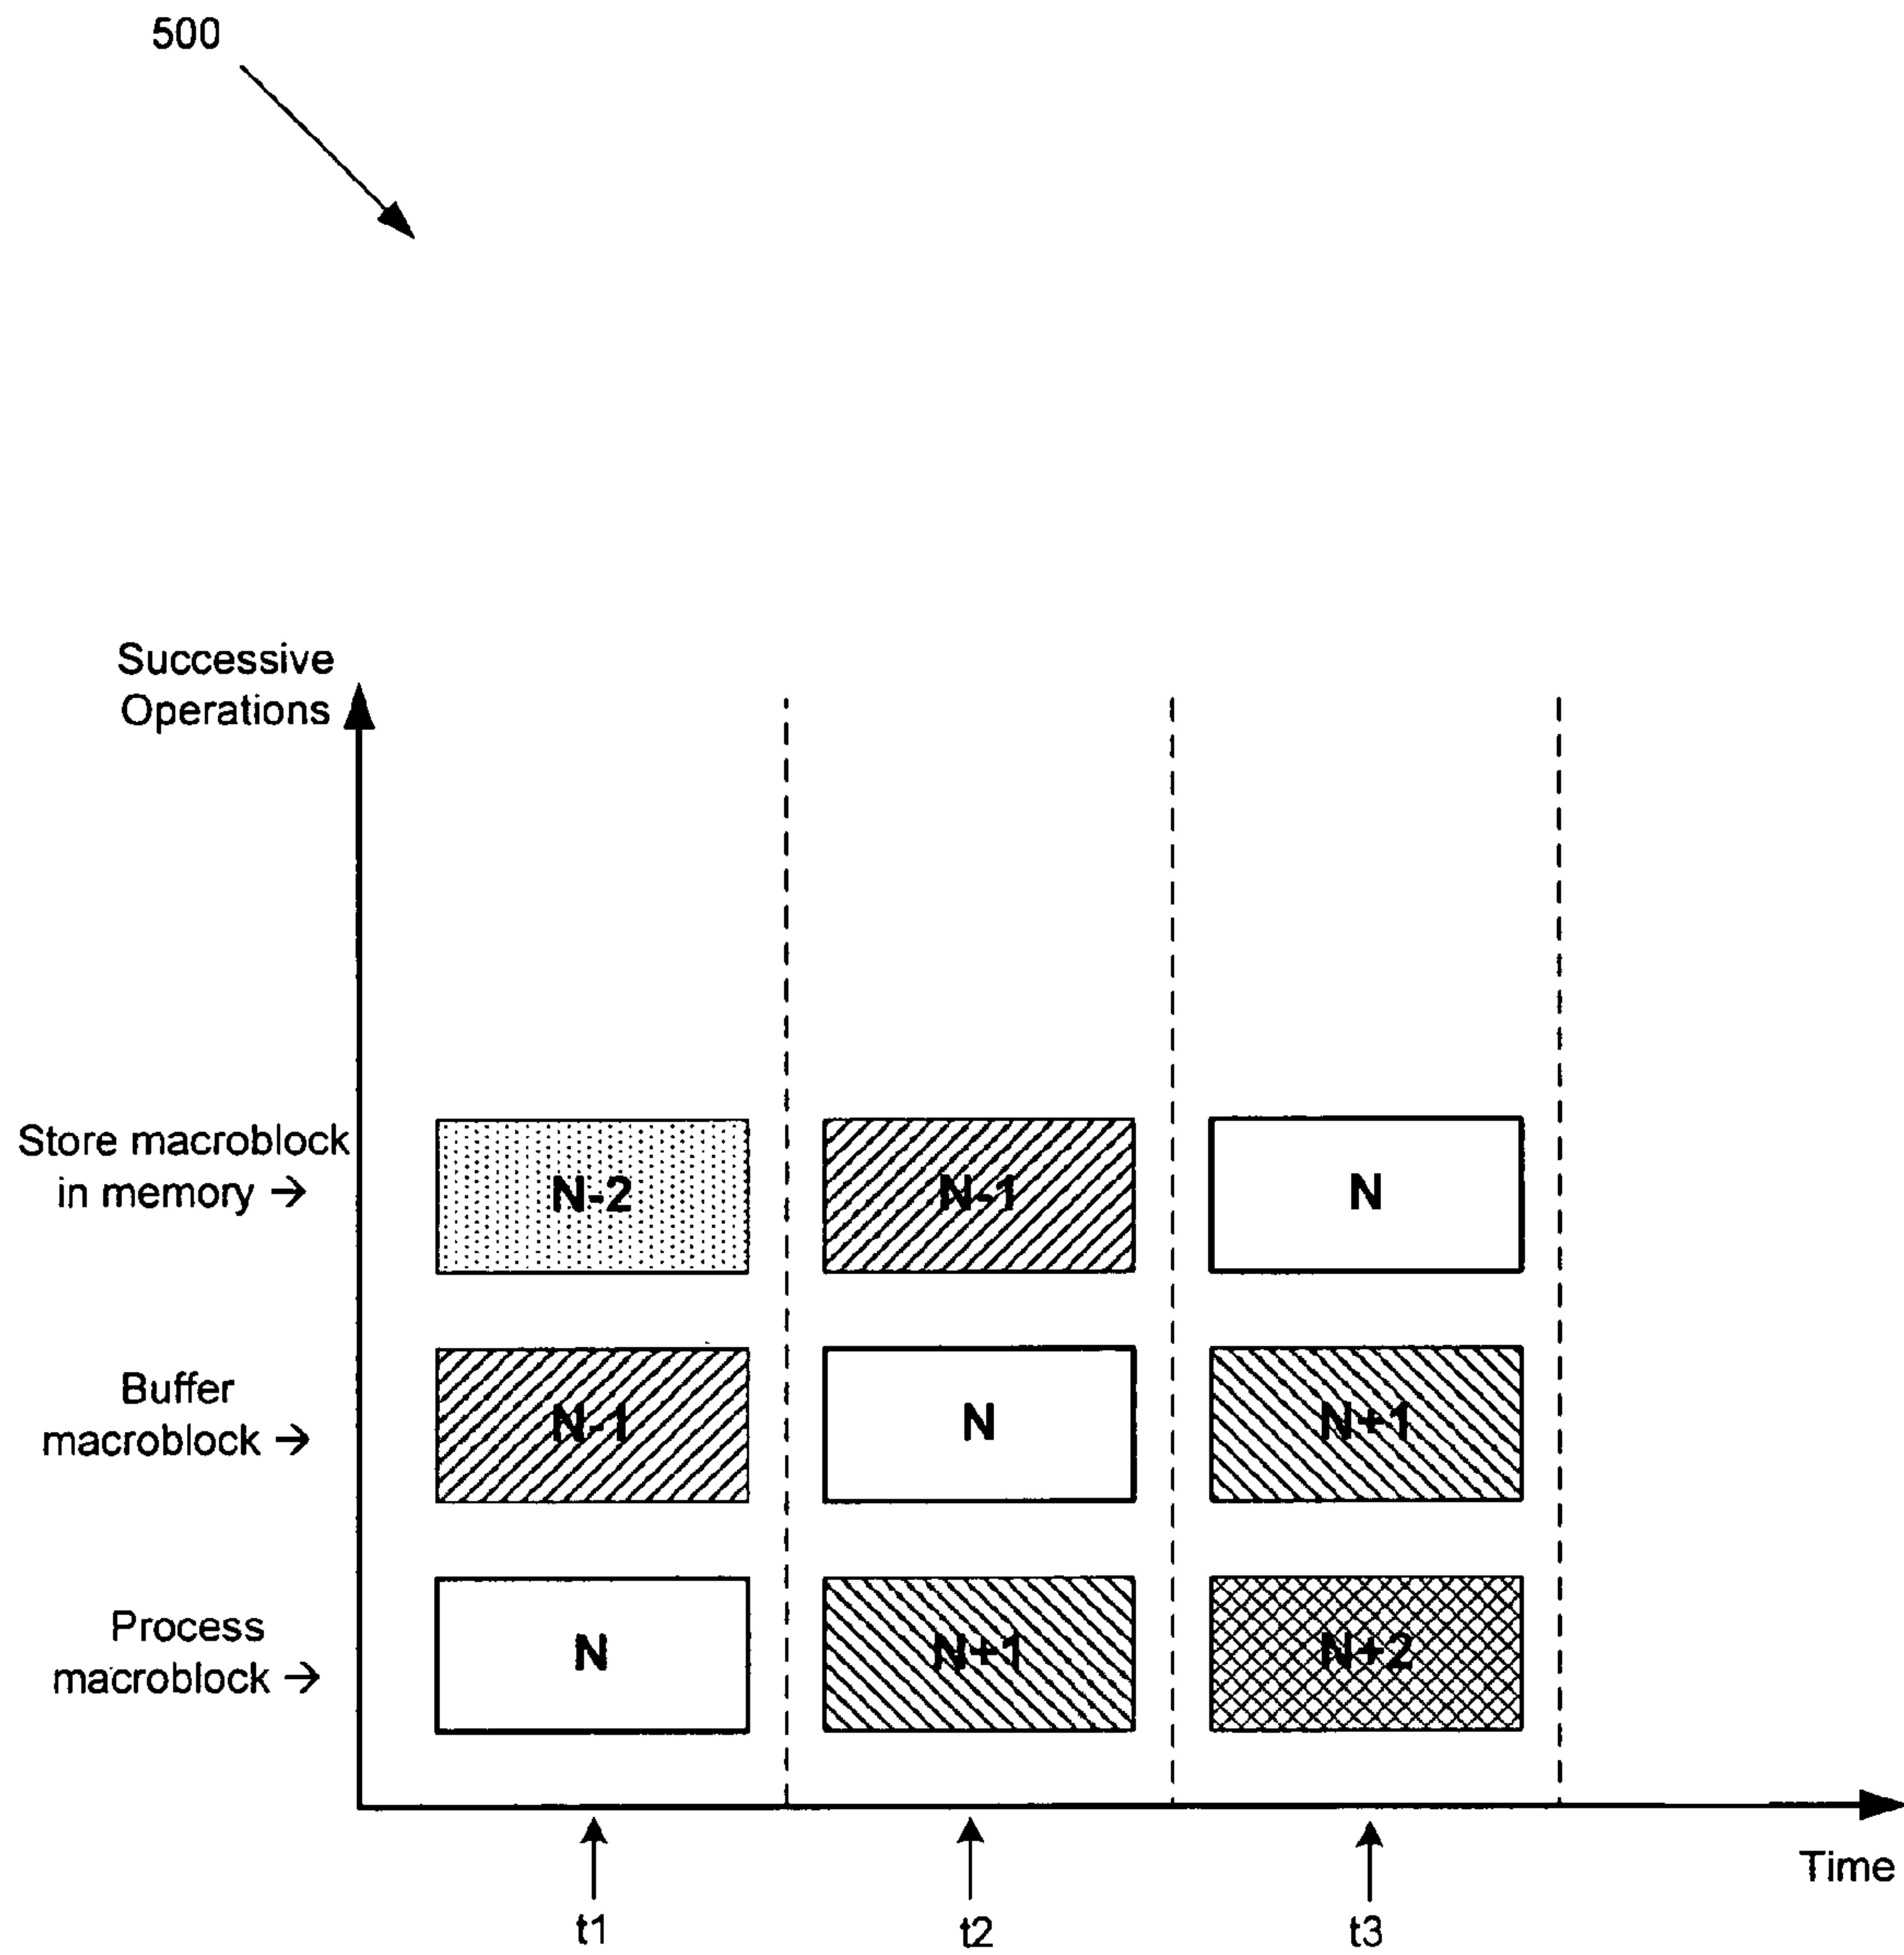 500
Successive
Operations
Store macroblock
in memory →
N-2
N-1
N
Buffer
macroblock →
N-1
N
N+1
Process
macroblock →
N
N+1
N+2
Time
t1
t2
t3